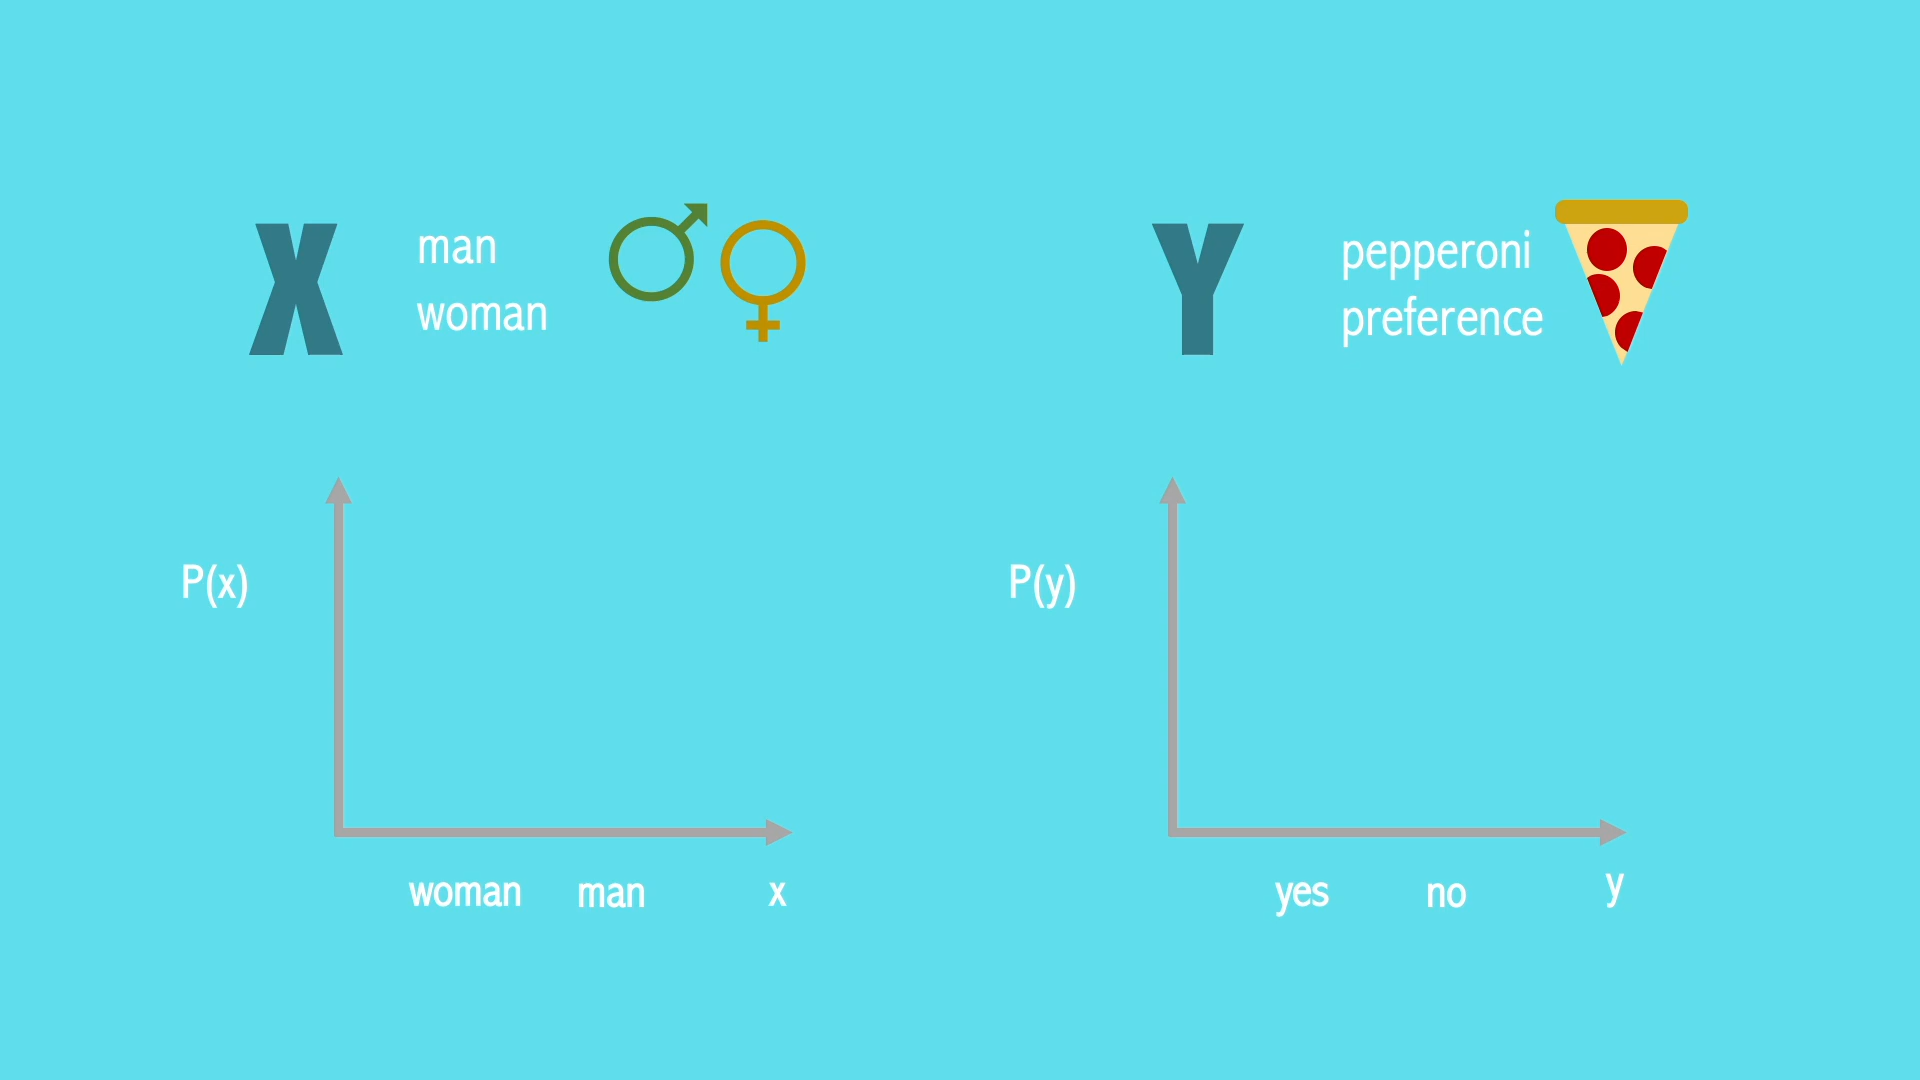 X
man
woman
Y
pepperoni
preference
P(x)
woman man x
P(y)
yes no y